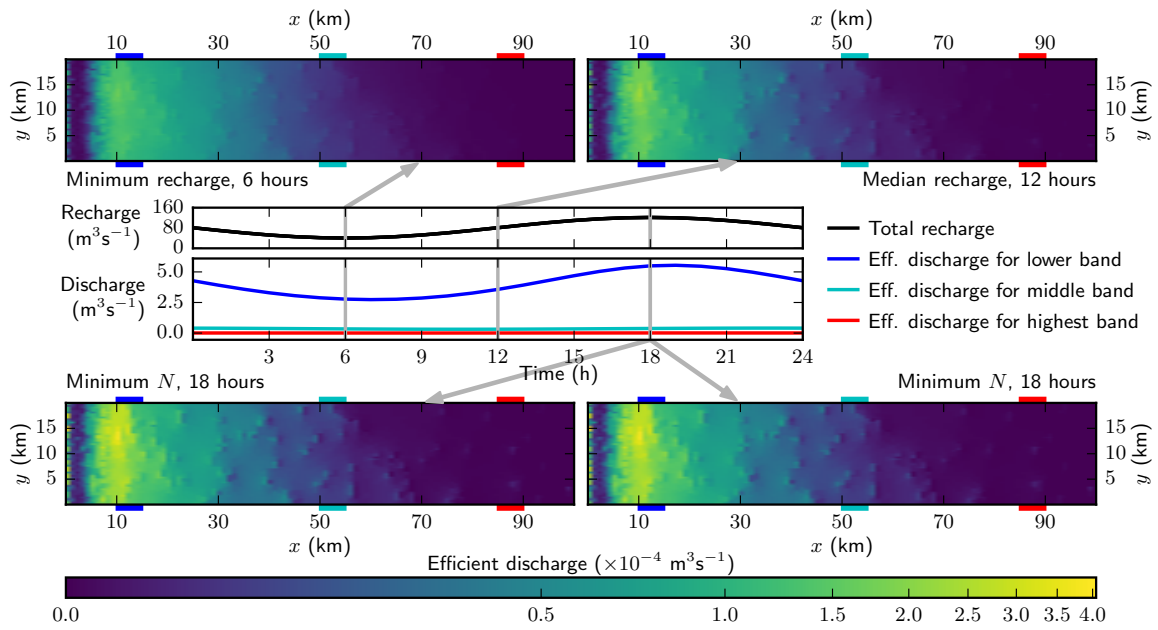 x (km)
x (km)
10 30 50 70 90
10 30 50 70 90
y (km)
15
10
5
15
10
5
y (km)
Minimum recharge, 6 hours
Median recharge, 12 hours
Recharge
(m³s⁻¹)
160
80
0
Discharge
(m³s⁻¹)
5.0
2.5
0.0
3 6 9 12 15 18 21 24
Time (h)
Total recharge
Eff. discharge for lower band
Eff. discharge for middle band
Eff. discharge for highest band
Minimum N, 18 hours
Minimum N, 18 hours
y (km)
15
10
5
15
10
5
y (km)
10 30 50 70 90
10 30 50 70 90
x (km)
x (km)
Efficient discharge (×10⁻⁴ m³s⁻¹)
0.0 0.5 1.0 1.5 2.0 2.5 3.0 3.5 4.0